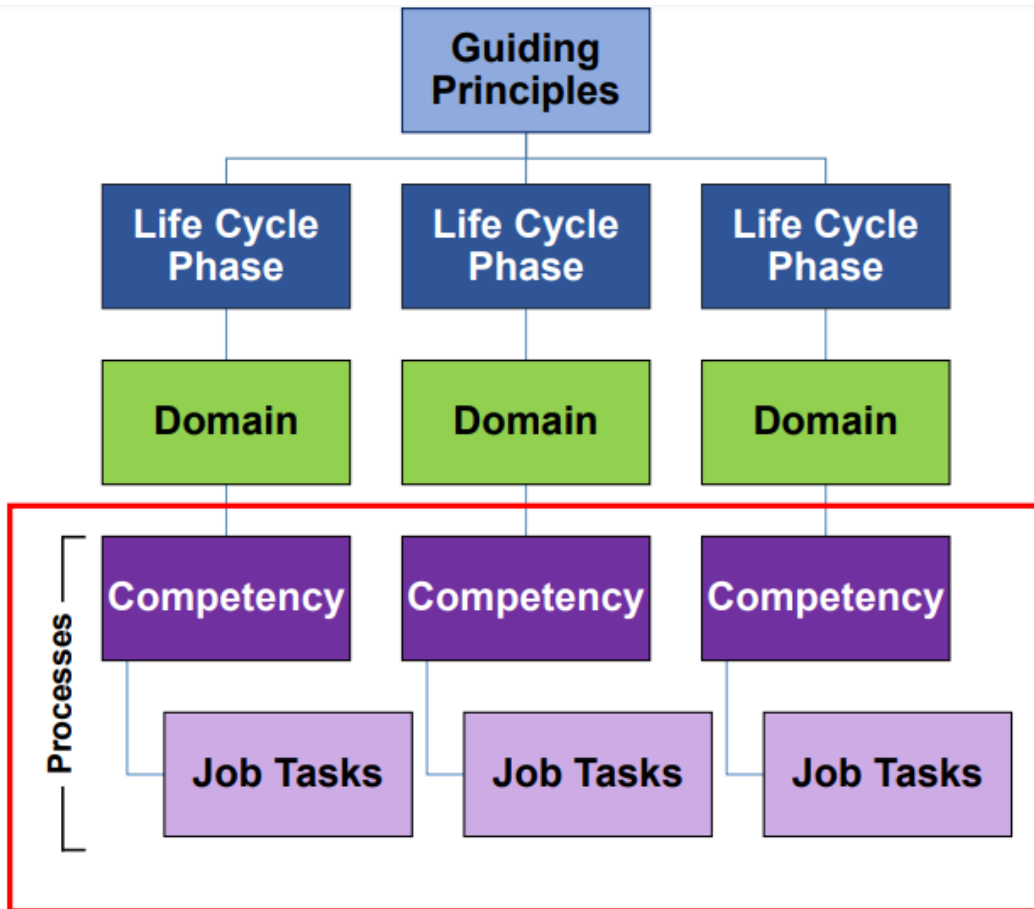 Guiding
Principles
Life Cycle
Phase
Life Cycle
Phase
Life Cycle
Phase
Domain
Domain
Domain
Processes
Competency
Competency
Competency
Job Tasks
Job Tasks
Job Tasks